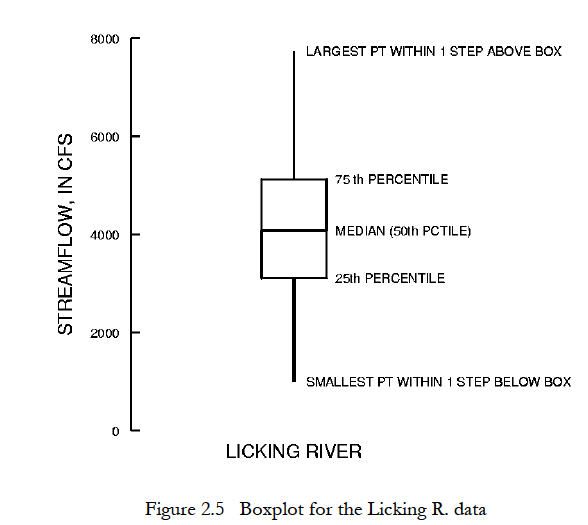 8000
LARGEST PT WITHIN 1 STEP ABOVE BOX
6000
75th PERCENTILE
STREAMFLOW, IN CFS
4000
MEDIAN (50th PCTILE)
25th PERCENTILE
2000
SMALLEST PT WITHIN 1 STEP BELOW BOX
0
LICKING RIVER
Figure 2.5 Boxplot for the Licking R. data